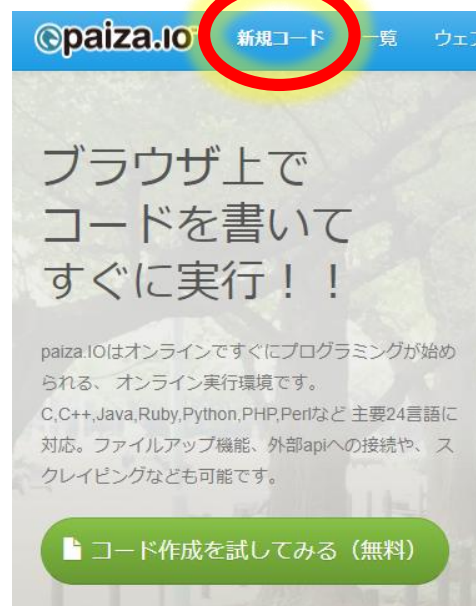 paiza.IO 新規コード 一覧 ウェブ
ブラウザ上で
コードを書いて
すぐに実行！！
paiza.IOはオンラインですぐにプログラミングが始め
られる、 オンライン実行環境です。
C,C++,Java,Ruby,Python,PHP,Perlなど 主要24言語に
対応。ファイルアップ機能、外部apiへの接続や、 ス
クレイピングなども可能です。
コード作成を試してみる（無料）